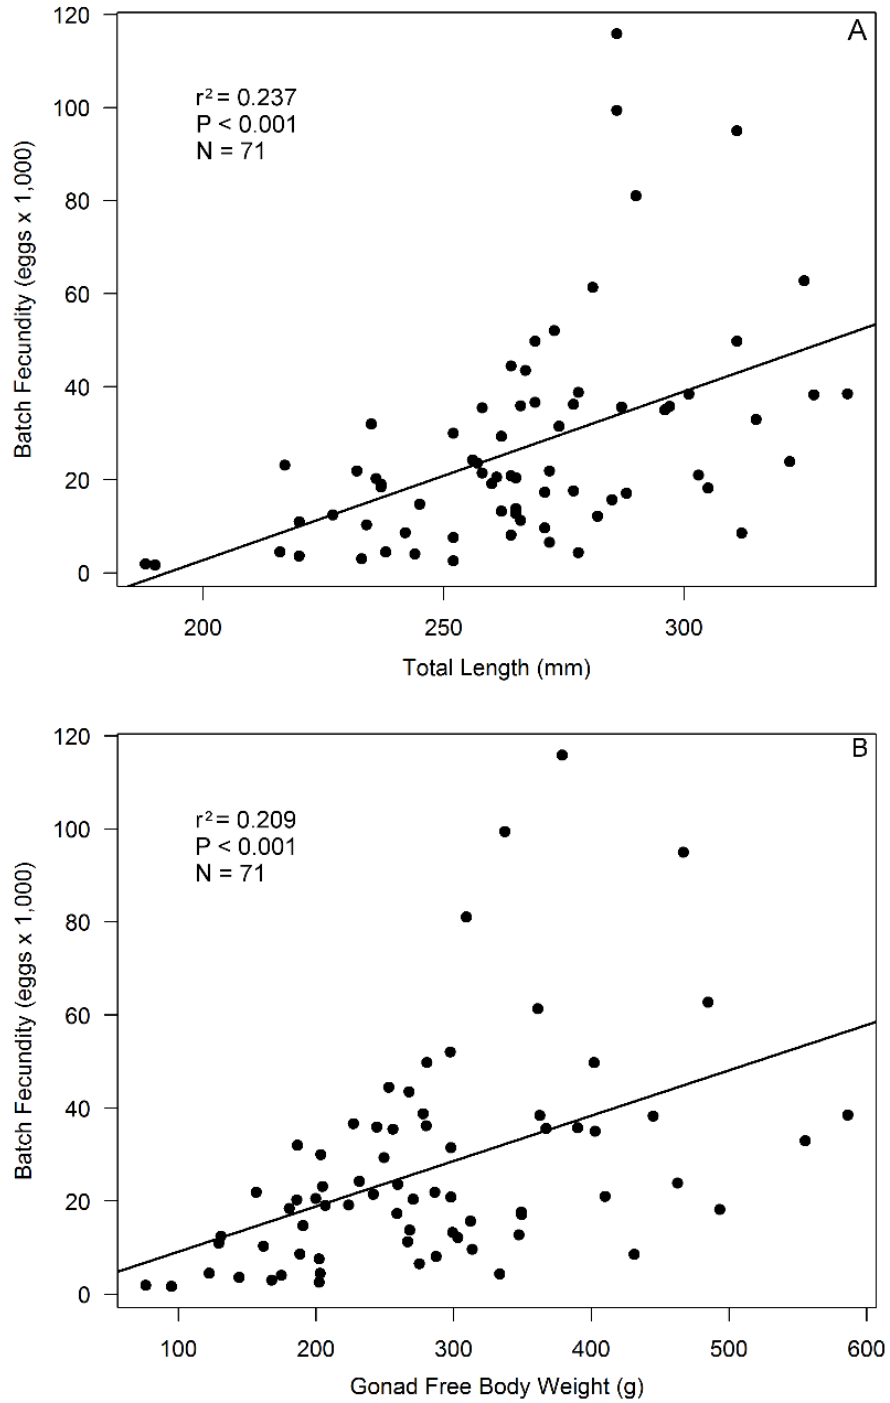 A
r² = 0.237
P < 0.001
N = 71
Batch Fecundity (eggs x 1,000)
120
100
80
60
40
20
0
200 250 300
Total Length (mm)
B
r² = 0.209
P < 0.001
N = 71
Batch Fecundity (eggs x 1,000)
120
100
80
60
40
20
0
100 200 300 400 500 600
Gonad Free Body Weight (g)